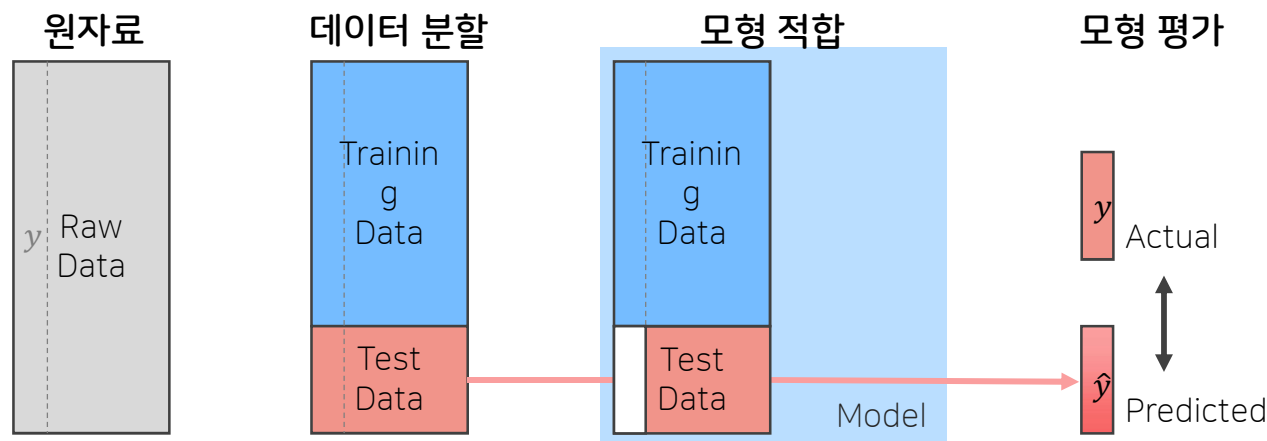 원자료
데이터 분할
모형 적합
모형 평가
y
Raw
Data
Trainin
g
Data
Test
Data
Trainin
g
Data
Test
Data
Model
y
Actual
ŷ
Predicted